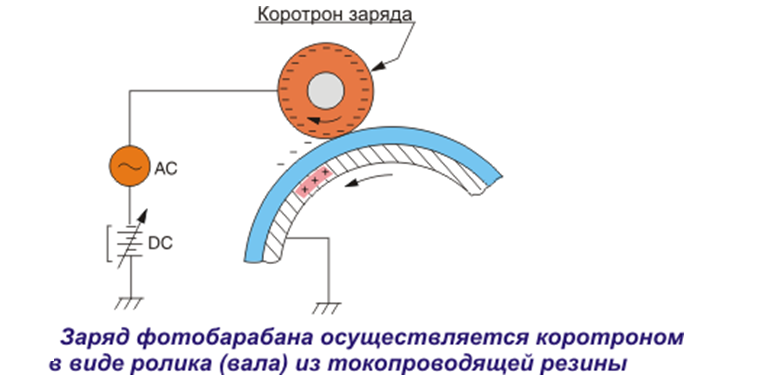 Коротрон заряда
AC
DC
Заряд фотобарабана осуществляется коротроном
в виде ролика (вала) из токопроводящей резины